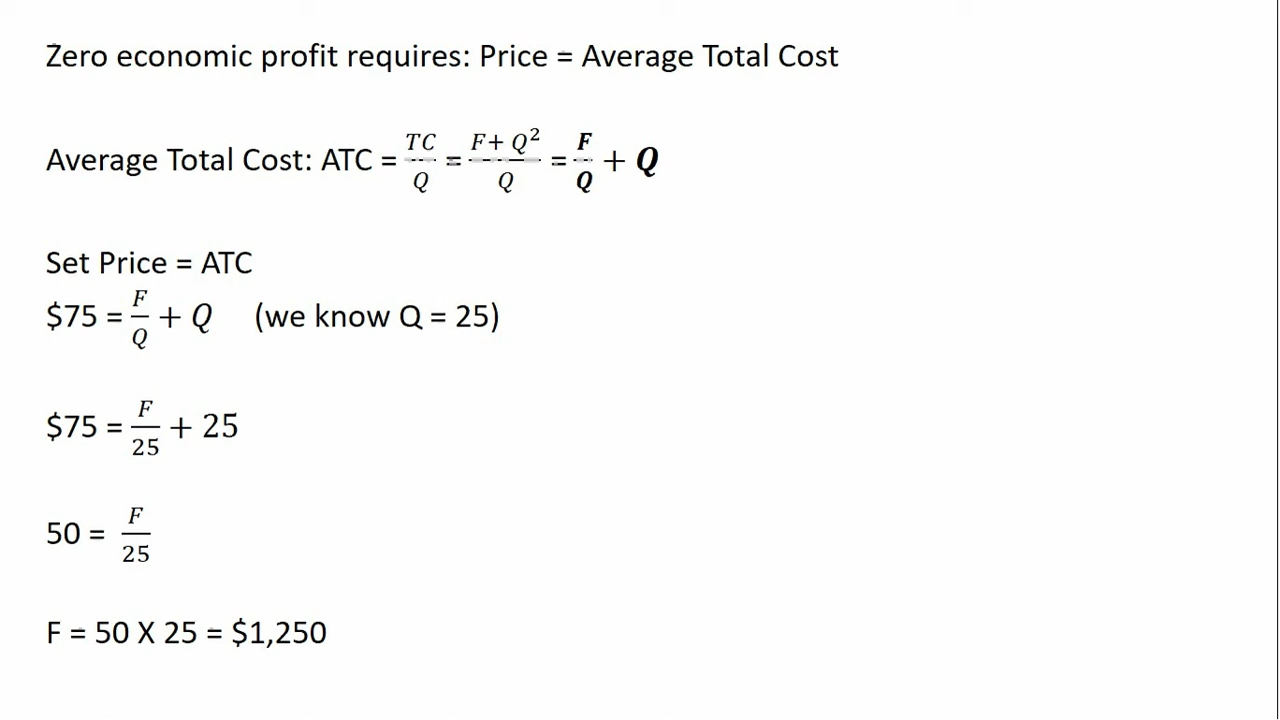 Zero economic profit requires: Price = Average Total Cost
Average Total Cost: ATC = TC/Q = F+ Q²/Q = F/Q + Q
Set Price = ATC
$75 = F/Q + Q (we know Q = 25)
$75 = F/25 + 25
50 = F/25
F = 50 X 25 = $1,250